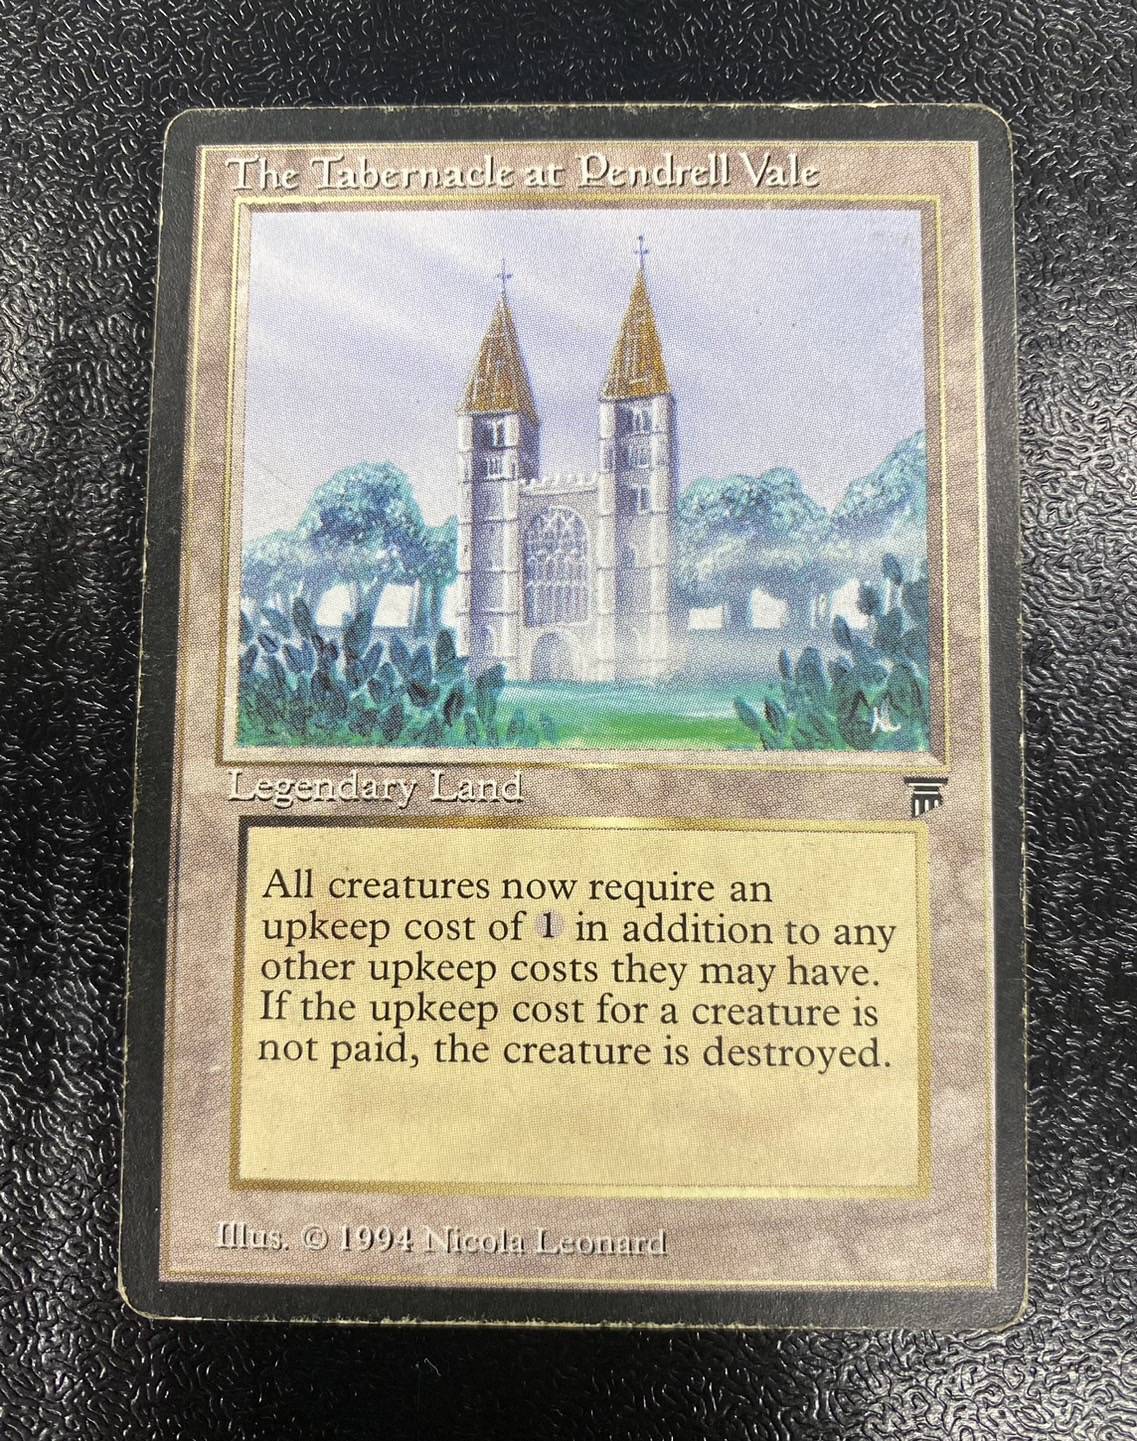 The Tabernacle at Pendrell Vale
NL
Legendary Land
All creatures now require an
upkeep cost of 1 in addition to any
other upkeep costs they may have.
If the upkeep cost for a creature is
not paid, the creature is destroyed.
Illus. © 1994 Nicola Leonard